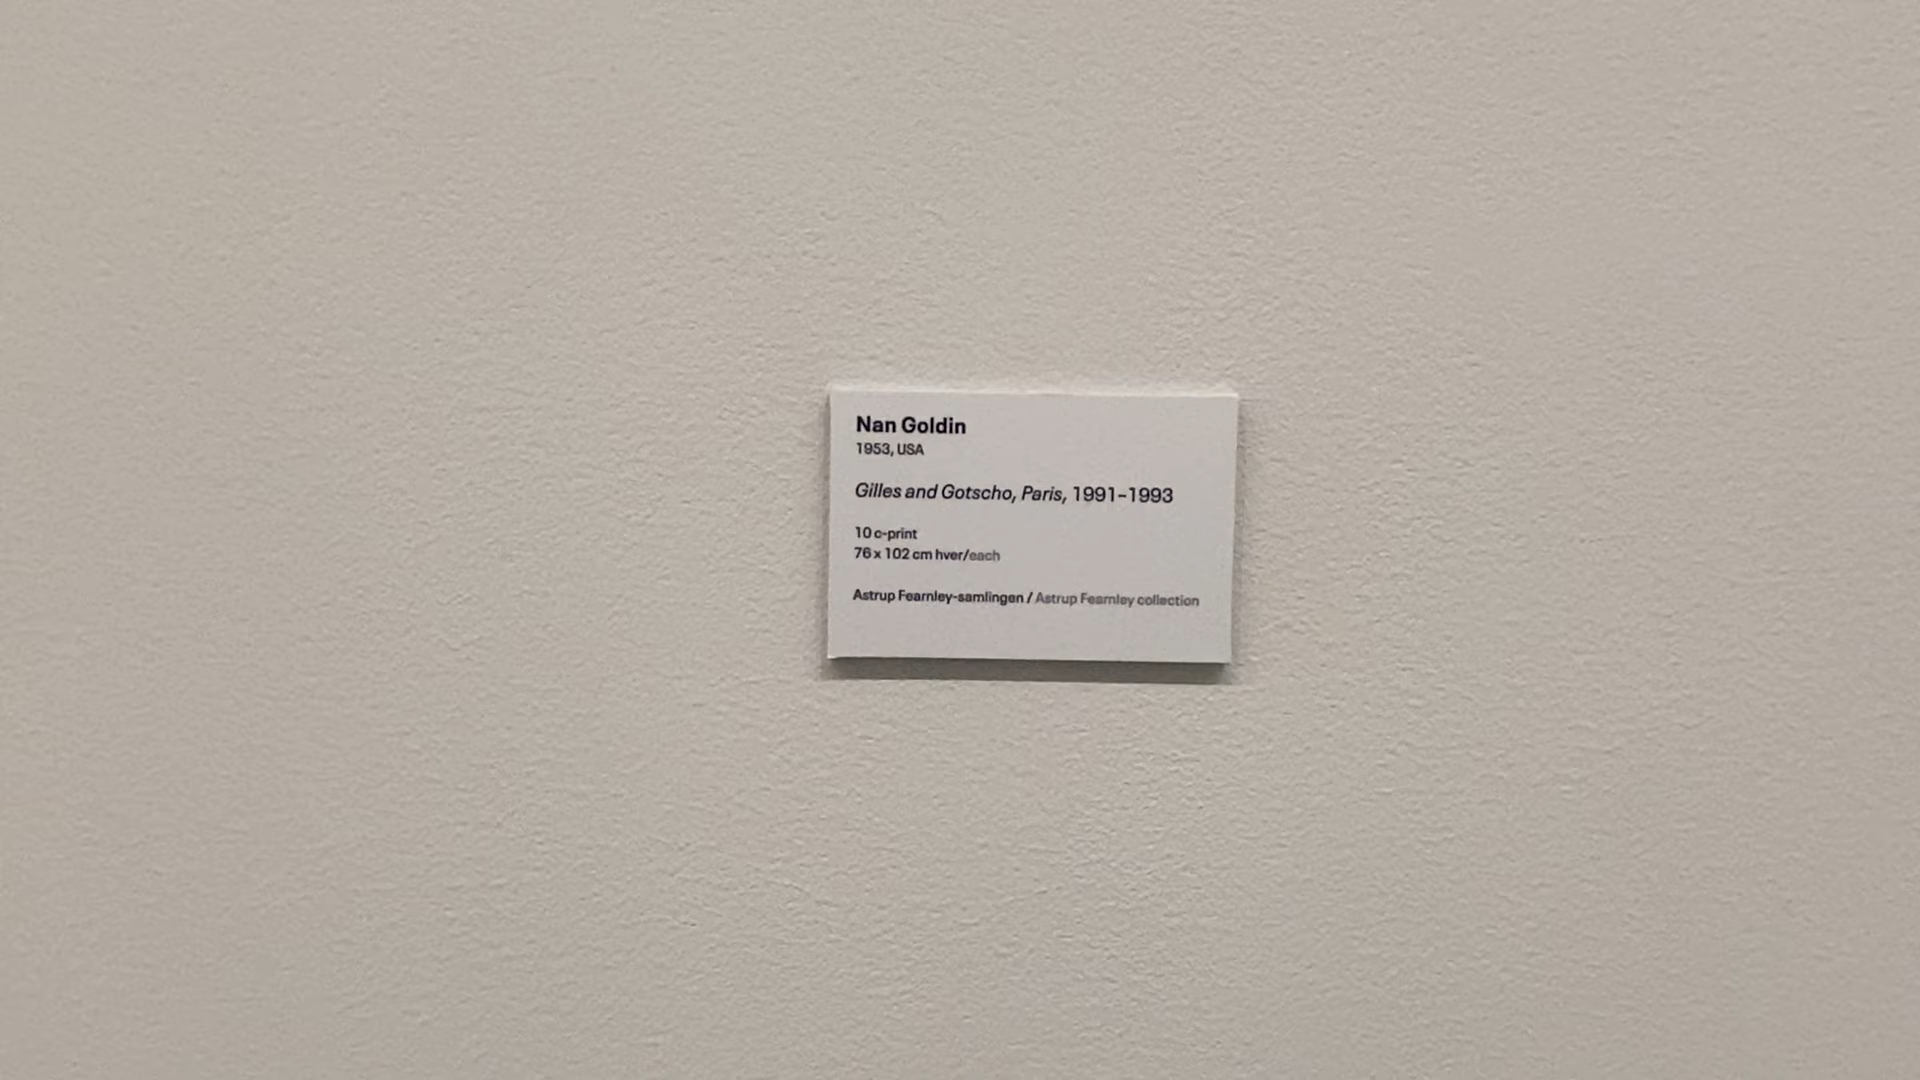 Nan Goldin
1953, USA
Gilles and Gotscho, Paris, 1991–1993
10 c-print
76 x 102 cm hver/each
Astrup Fearnley-samlingen / Astrup Fearnley collection